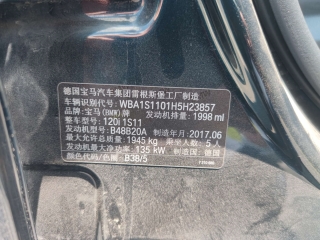 德国宝马汽车集团雷根斯堡工厂制造
车辆识别代号: WBA1S1101H5H23857
品牌: 宝马(BMW)牌 发动机排量: 1998 ml
整车型号: 120i 1S11
发动机型号: B48B20A 制造年月: 2017.06
最大允许总质量: 1945 kg 乘坐人数: 5 人
发动机最大净功率: 135 kW 制造国: 德国
颜色代号/色圈: B38/5